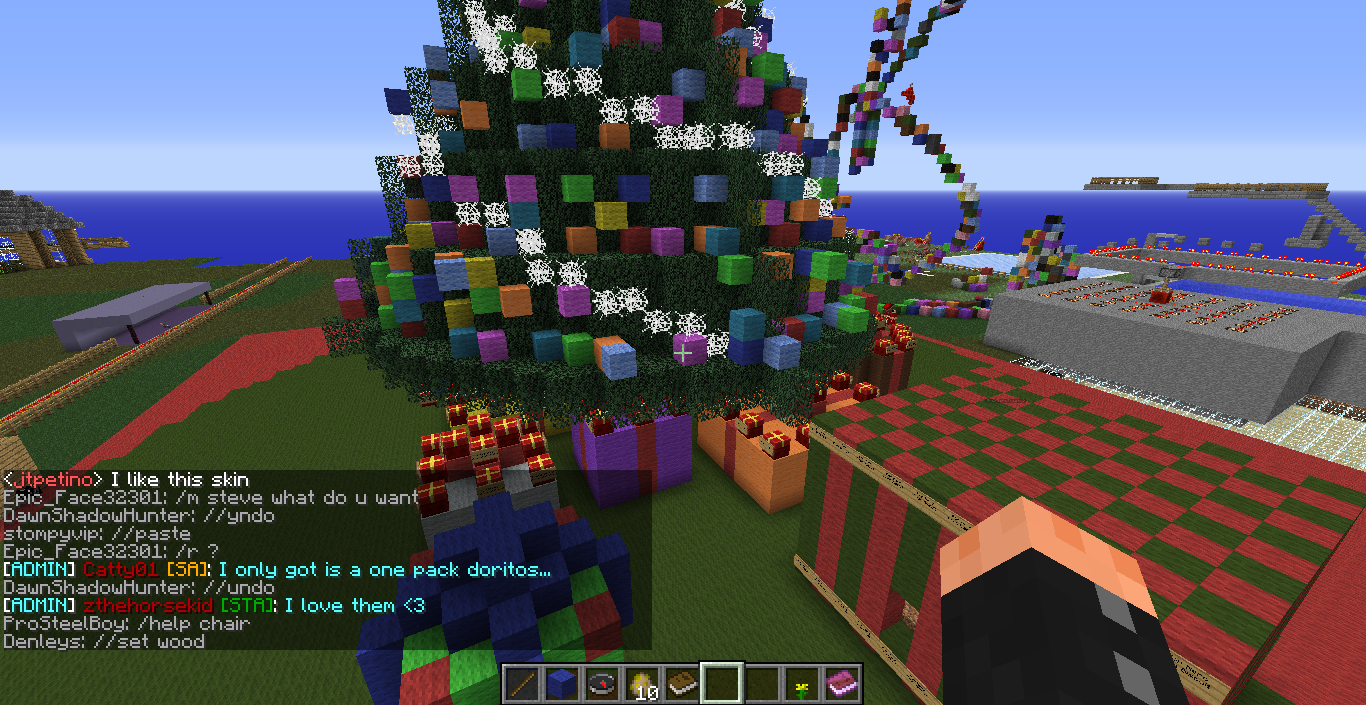 <jtpetino> I like this skin
Epic_Face32301: /m steve what do u want
DawnShadowHunter: //yndo
stompyvip: //paste
Epic_Face32301: /r ?
[ADMIN] Catty01 [SA]: I only got is a one pack doritos...
DawnShadowHunter: //undo
[ADMIN] zthehorsekid [STA]: I love them <3
ProSteelBoy: /help chair
Denleys: //set wood
10